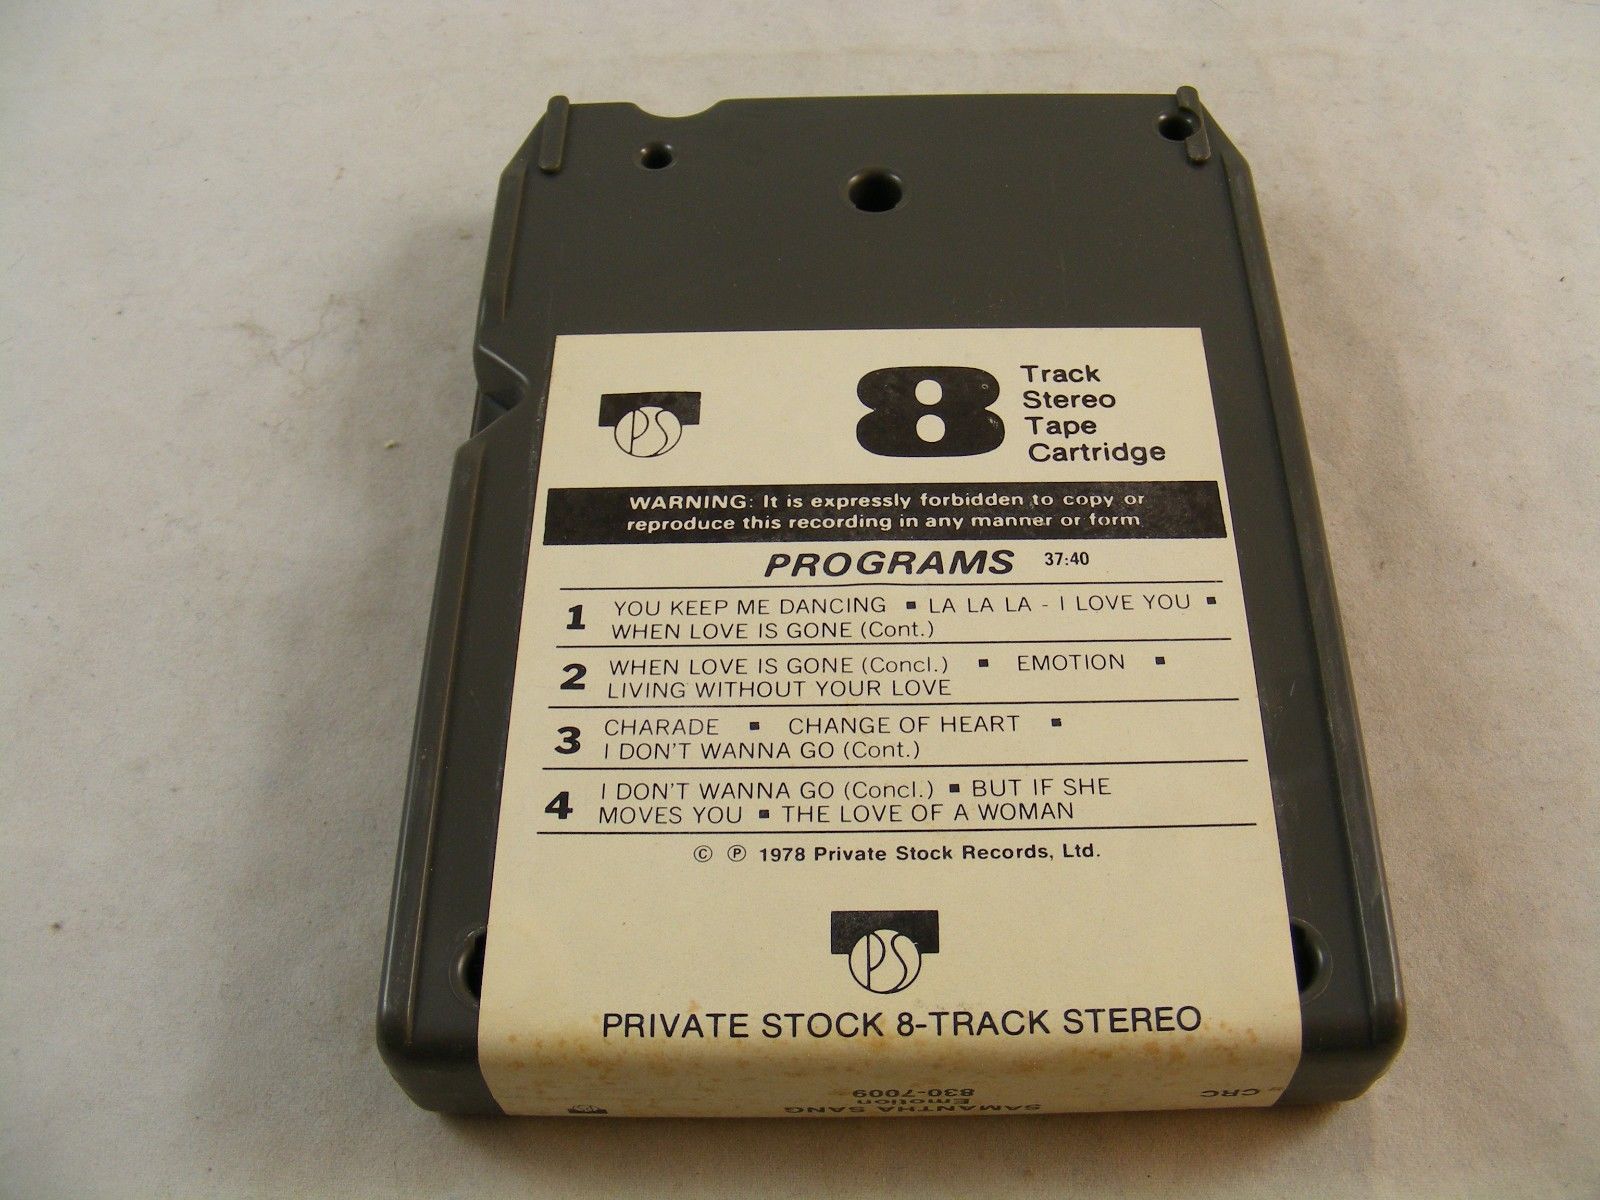 PS
8 Track
Stereo
Tape
Cartridge
WARNING: It is expressly forbidden to copy or
reproduce this recording in any manner or form
PROGRAMS 37:40
1 YOU KEEP ME DANCING ▪ LA LA LA - I LOVE YOU ▪
WHEN LOVE IS GONE (Cont.)
2 WHEN LOVE IS GONE (Concl.) ▪ EMOTION ▪
LIVING WITHOUT YOUR LOVE
3 CHARADE ▪ CHANGE OF HEART ▪
I DON'T WANNA GO (Cont.)
4 I DON'T WANNA GO (Concl.) ▪ BUT IF SHE
MOVES YOU ▪ THE LOVE OF A WOMAN
© ℗ 1978 Private Stock Records, Ltd.
PS
PRIVATE STOCK 8-TRACK STEREO
SAMANTHA SANG
Emotion
830-7009
CRC